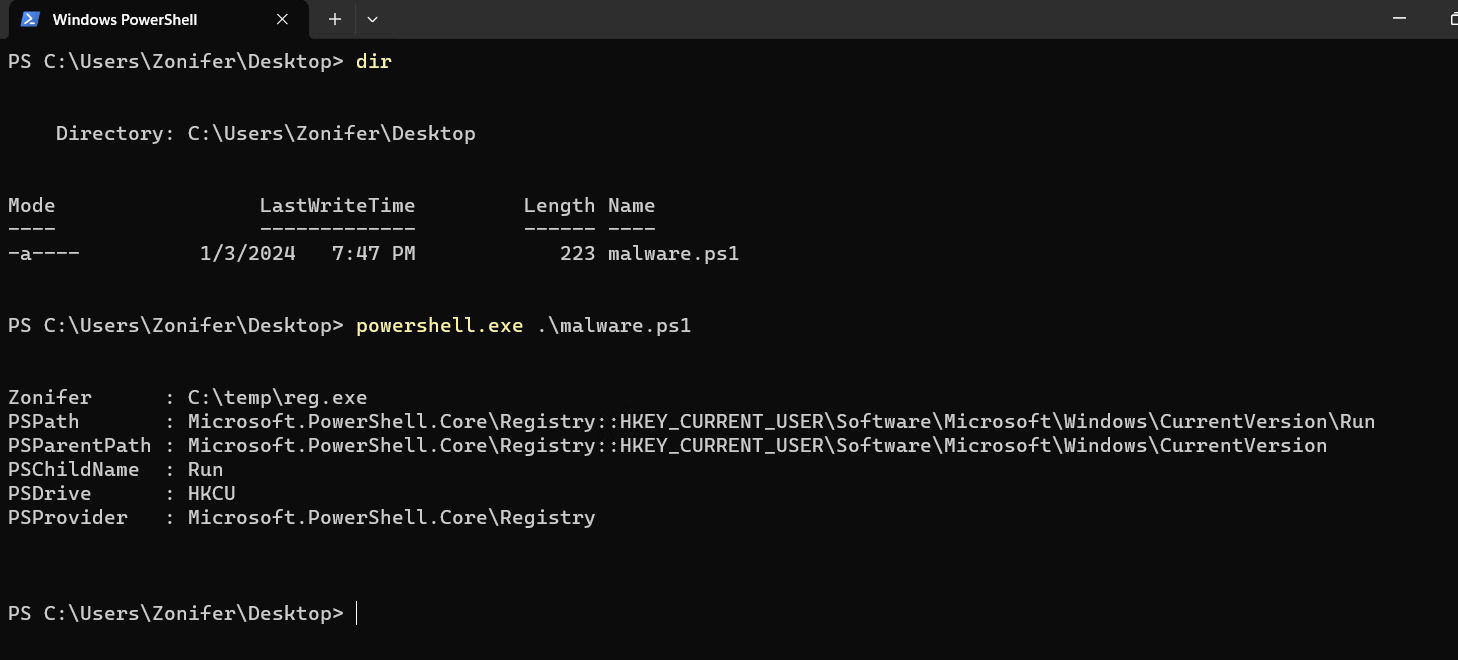 Windows PowerShell
PS C:\Users\Zonifer\Desktop> dir
Directory: C:\Users\Zonifer\Desktop
Mode LastWriteTime Length Name
---- ------------- ------ ----
-a---- 1/3/2024 7:47 PM 223 malware.ps1
PS C:\Users\Zonifer\Desktop> powershell.exe .\malware.ps1
Zonifer : C:\temp\reg.exe
PSPath : Microsoft.PowerShell.Core\Registry::HKEY_CURRENT_USER\Software\Microsoft\Windows\CurrentVersion\Run
PSParentPath : Microsoft.PowerShell.Core\Registry::HKEY_CURRENT_USER\Software\Microsoft\Windows\CurrentVersion
PSChildName : Run
PSDrive : HKCU
PSProvider : Microsoft.PowerShell.Core\Registry
PS C:\Users\Zonifer\Desktop>